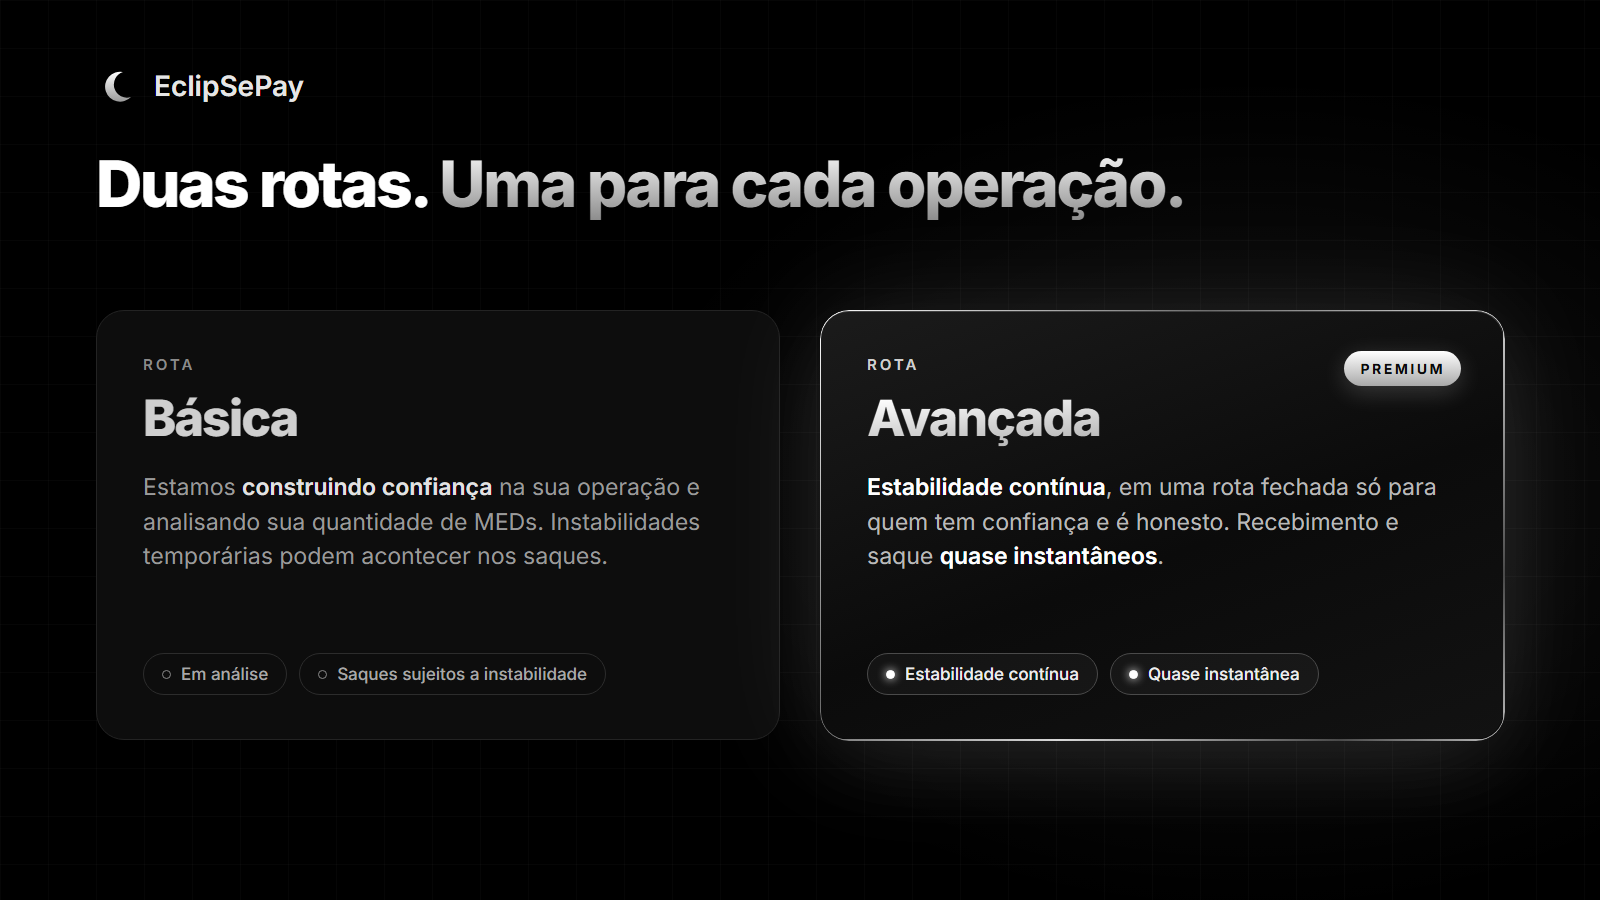 EclipSePay
Duas rotas. Uma para cada operação.
ROTA
Básica
Estamos construindo confiança na sua operação e
analisando sua quantidade de MEDs. Instabilidades
temporárias podem acontecer nos saques.
Em análise
Saques sujeitos a instabilidade
ROTA
PREMIUM
Avançada
Estabilidade contínua, em uma rota fechada só para
quem tem confiança e é honesto. Recebimento e
saque quase instantâneos.
Estabilidade contínua
Quase instantânea